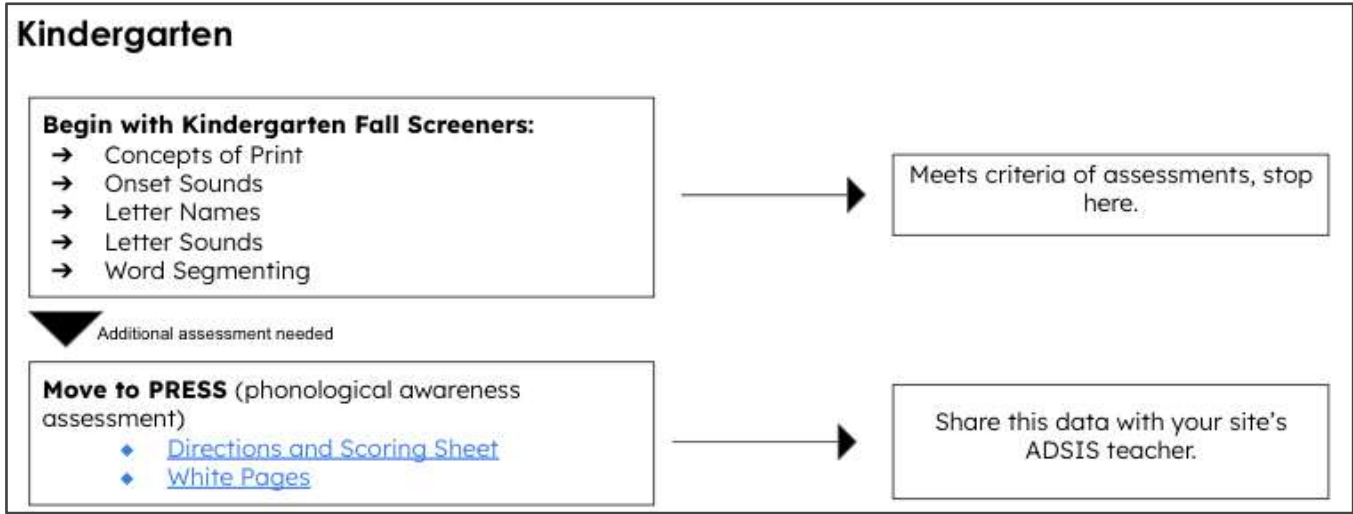 Kindergarten
Begin with Kindergarten Fall Screeners:
➔ Concepts of Print
➔ Onset Sounds
➔ Letter Names
➔ Letter Sounds
➔ Word Segmenting
Meets criteria of assessments, stop
here.
Additional assessment needed
Move to PRESS (phonological awareness
assessment)
◆ Directions and Scoring Sheet
◆ White Pages
Share this data with your site's
ADSIS teacher.